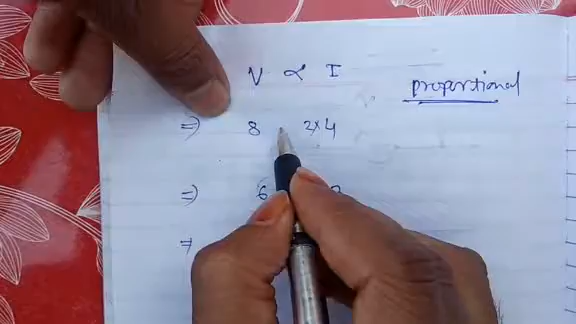 V ∝ I
proportional
⇒ 8 2×4
⇒ 6
⇒